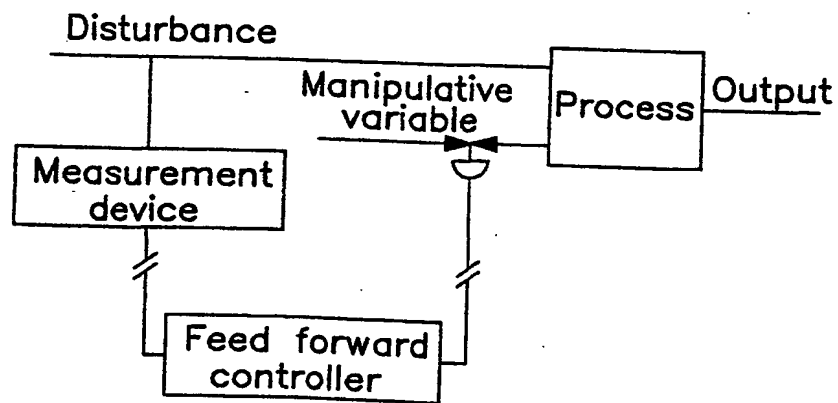 Disturbance
Manipulative
variable
Process
Output
Measurement
device
Feed forward
controller